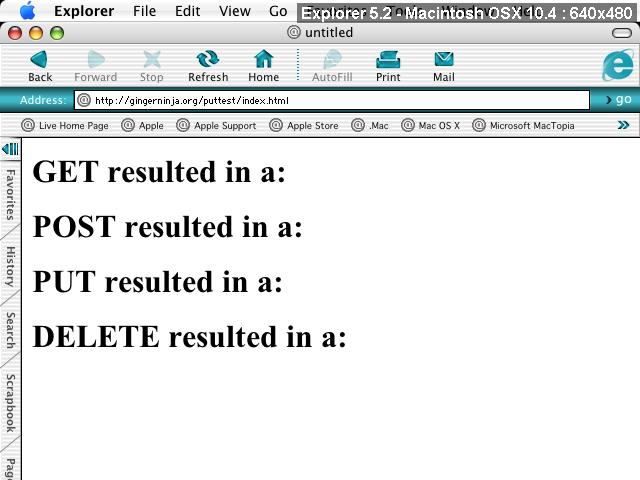 Explorer File Edit View Go
Explorer 5.2 - Macintosh OSX 10.4 : 640x480
untitled
Back Forward Stop Refresh Home AutoFill Print Mail
Address: http://gingerninja.org/puttest/index.html go
Live Home Page Apple Apple Support Apple Store .Mac Mac OS X Microsoft MacTopia
GET resulted in a:
POST resulted in a:
PUT resulted in a:
DELETE resulted in a:
Favorites
History
Search
Scrapbook